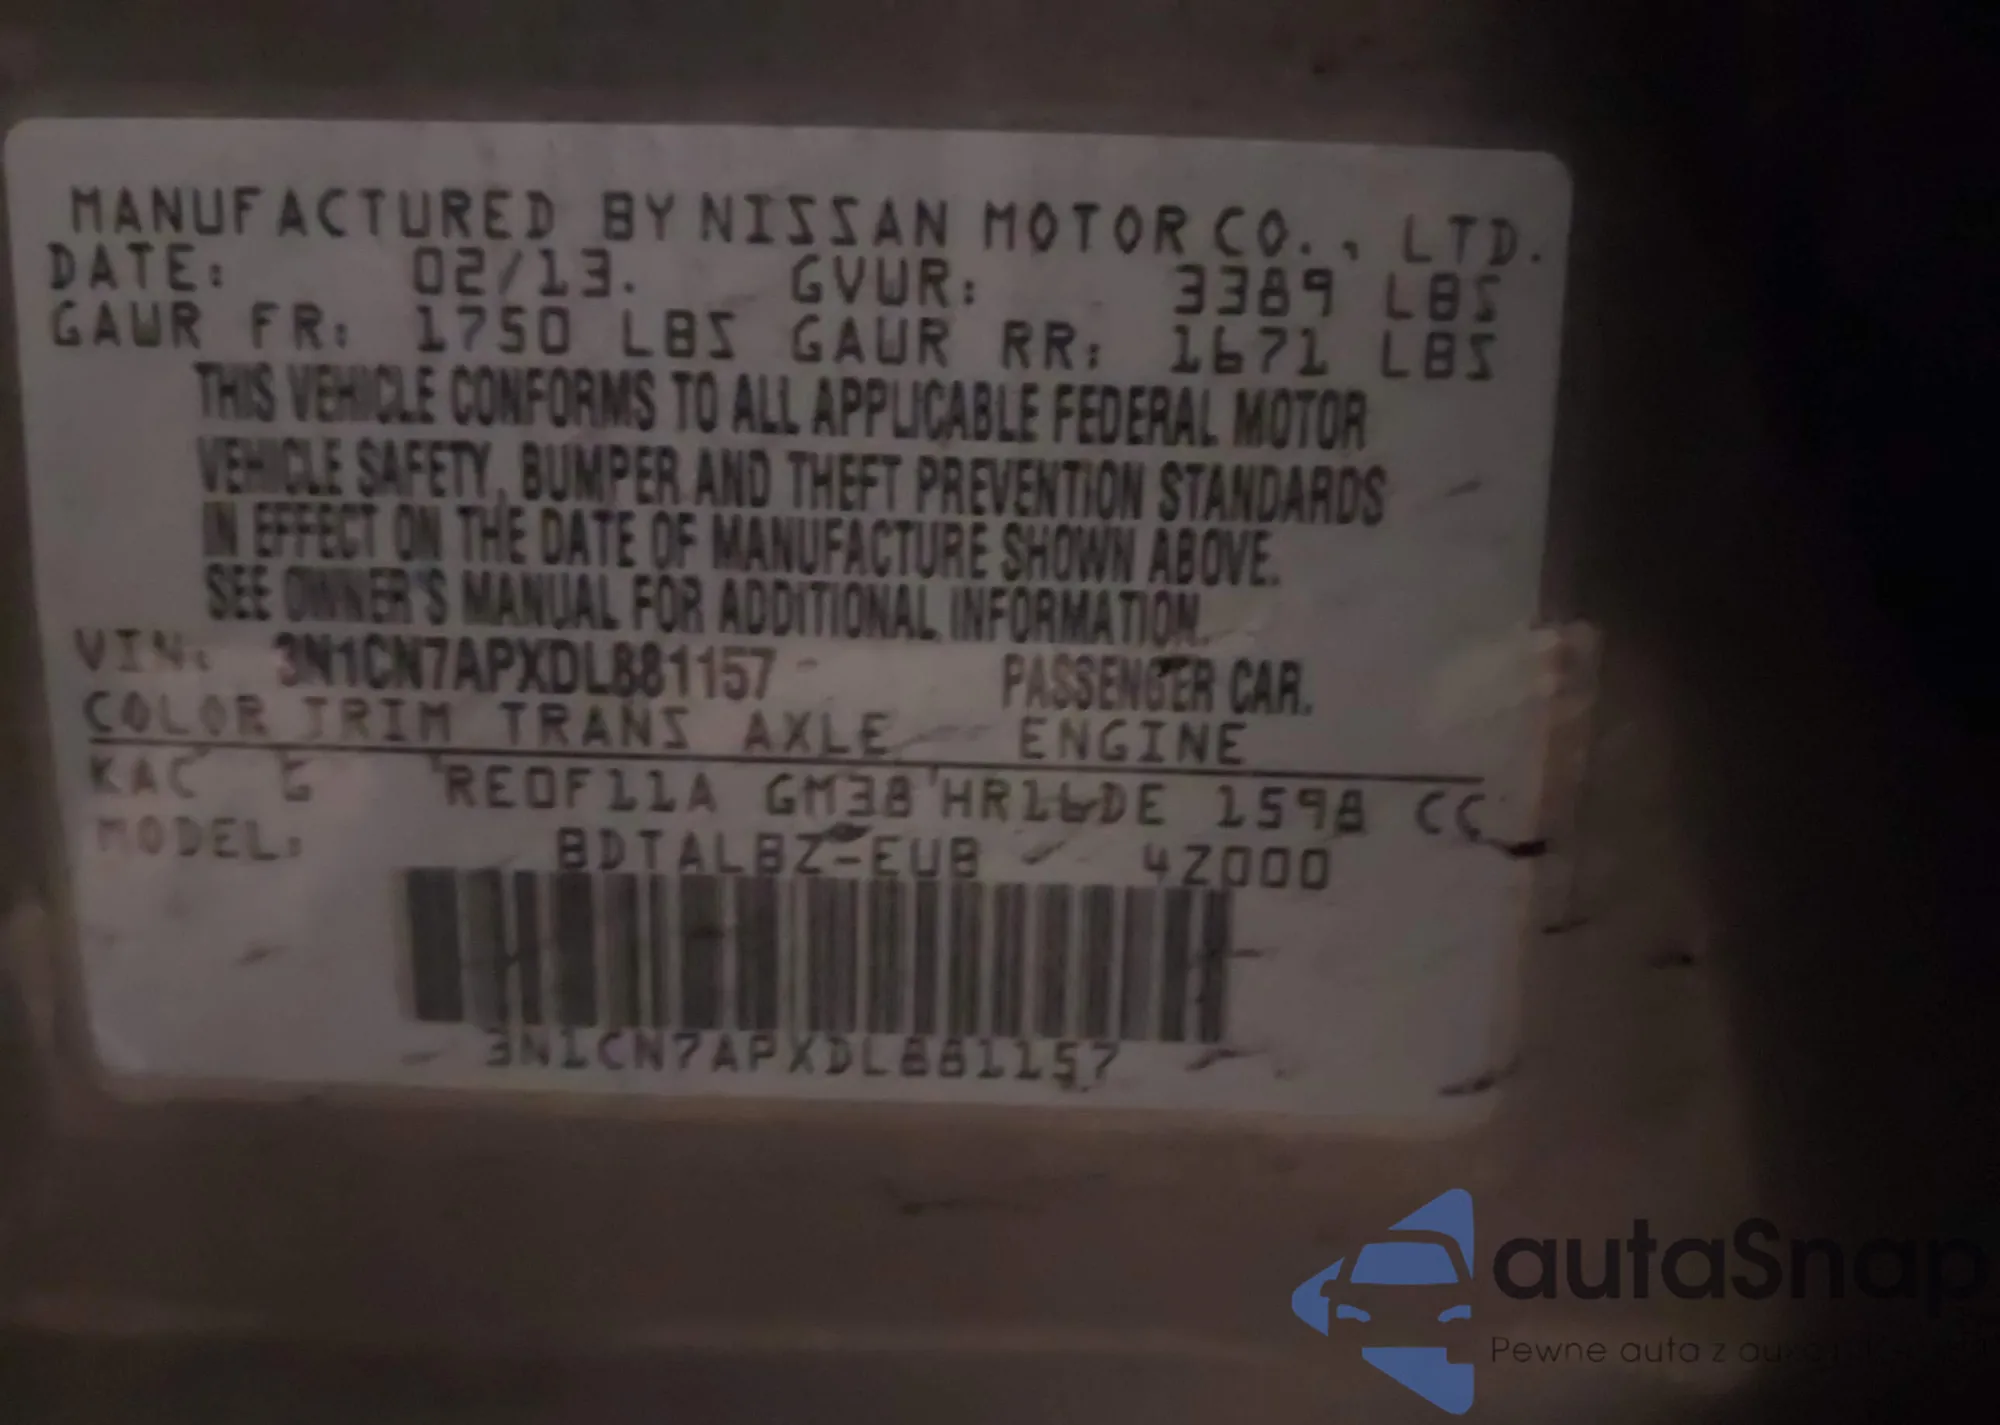 MANUFACTURED BY NISSAN MOTOR CO., LTD.
DATE: 02/13. GVWR: 3389 LBS
GAWR FR: 1750 LBS GAWR RR: 1671 LBS
THIS VEHICLE CONFORMS TO ALL APPLICABLE FEDERAL MOTOR
VEHICLE SAFETY, BUMPER AND THEFT PREVENTION STANDARDS
IN EFFECT ON THE DATE OF MANUFACTURE SHOWN ABOVE.
SEE OWNER'S MANUAL FOR ADDITIONAL INFORMATION.
VIN: 3N1CN7APXDL881157 PASSENGER CAR.
COLOR TRIM TRANS AXLE ENGINE
KAC G RE0F11A GM38 HR16DE 1598 CC
MODEL: BDTALBZ-EUB 42000
3N1CN7APXDL881157
autaSnap
Pewne auta z